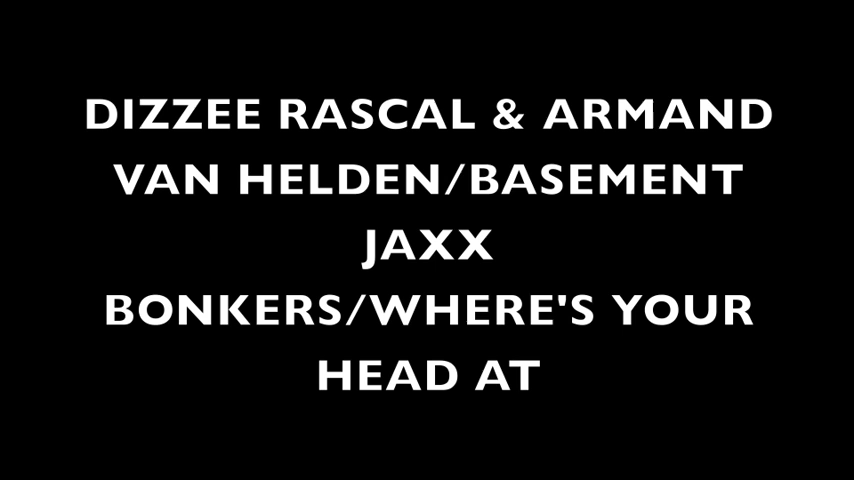 DIZZEE RASCAL & ARMAND
VAN HELDEN/BASEMENT
JAXX
BONKERS/WHERE'S YOUR
HEAD AT